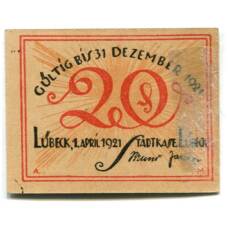 GÜLTIG BIS 31 DEZEMBER 1921
20
LÜBECK, 1. APRIL 1921 STADTKASSE LÜBECK
A.